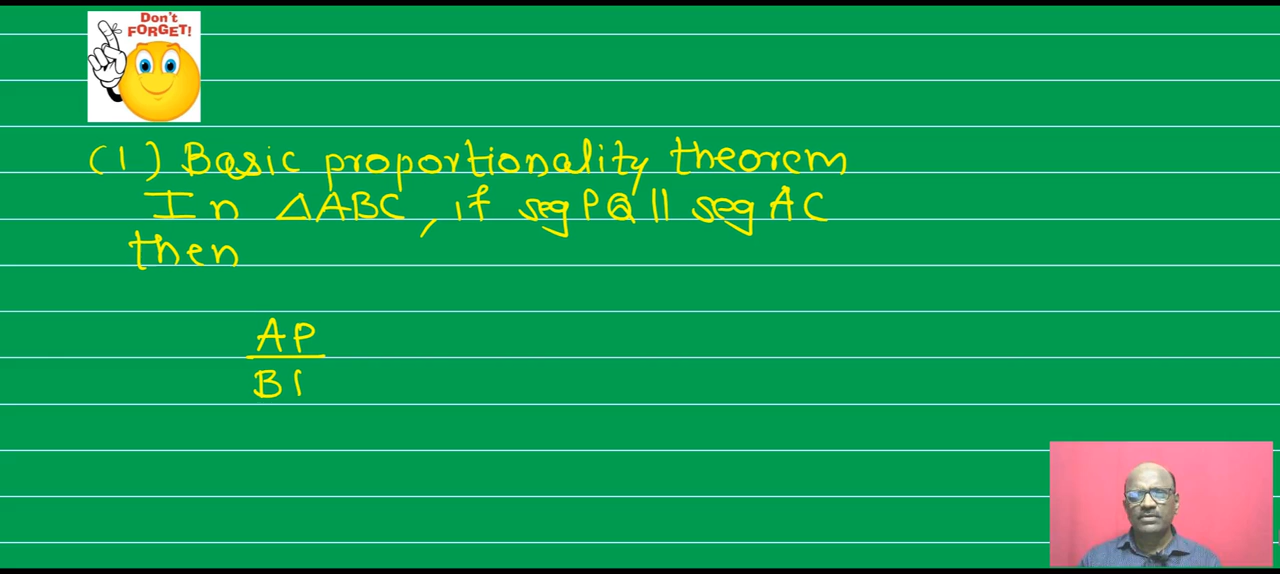 Don't
FORGET!
(1) Basic proportionality theorem
In △ABC, if seg PQ || seg AC
then
AP
B